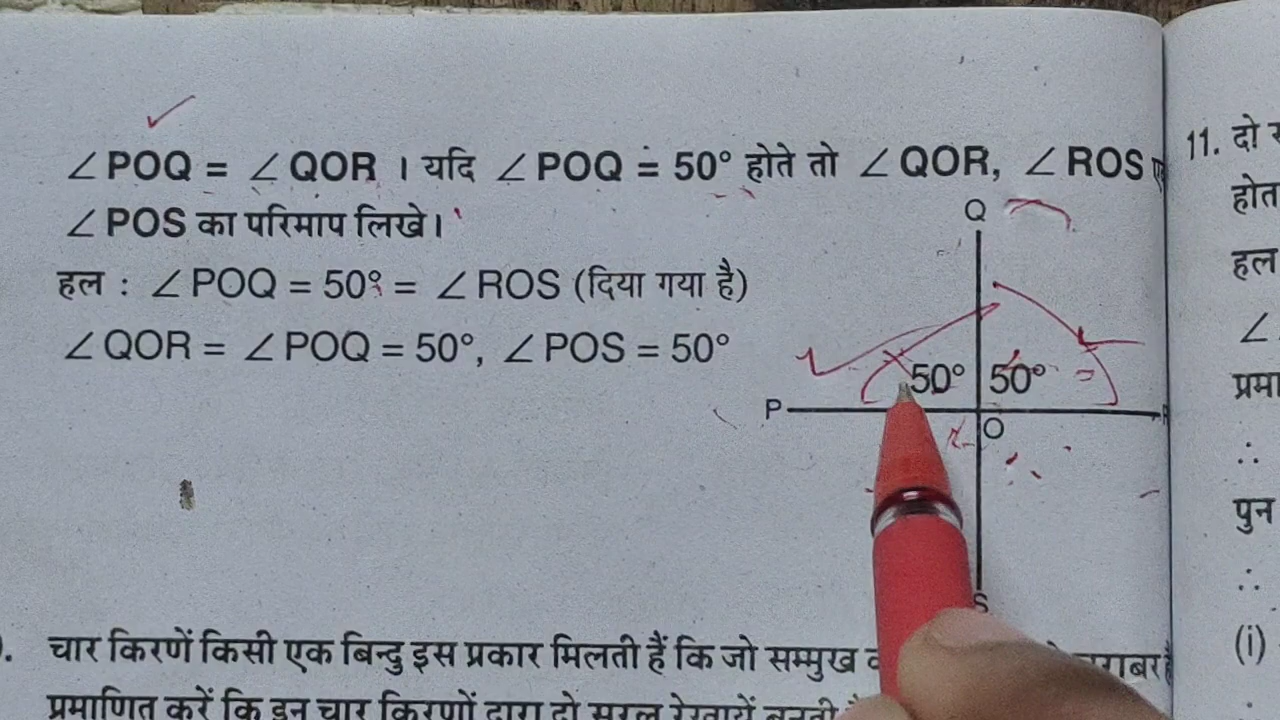 ∠POQ = ∠QOR । यदि ∠POQ = 50° होते तो ∠QOR, ∠ROS
∠POS का परिमाप लिखे।
हल : ∠POQ = 50° = ∠ROS (दिया गया है)
∠QOR = ∠POQ = 50°, ∠POS = 50°
Q
50° 50°
P
O
S
चार किरणें किसी एक बिन्दु इस प्रकार मिलती हैं कि जो सम्मुख
प्रमाणित करें कि इन चार किरणों द्वारा दो सरल रेखायें बनती
11. दो
होत
हल
∠
प्रमा
∴
पुन
∴
(i)